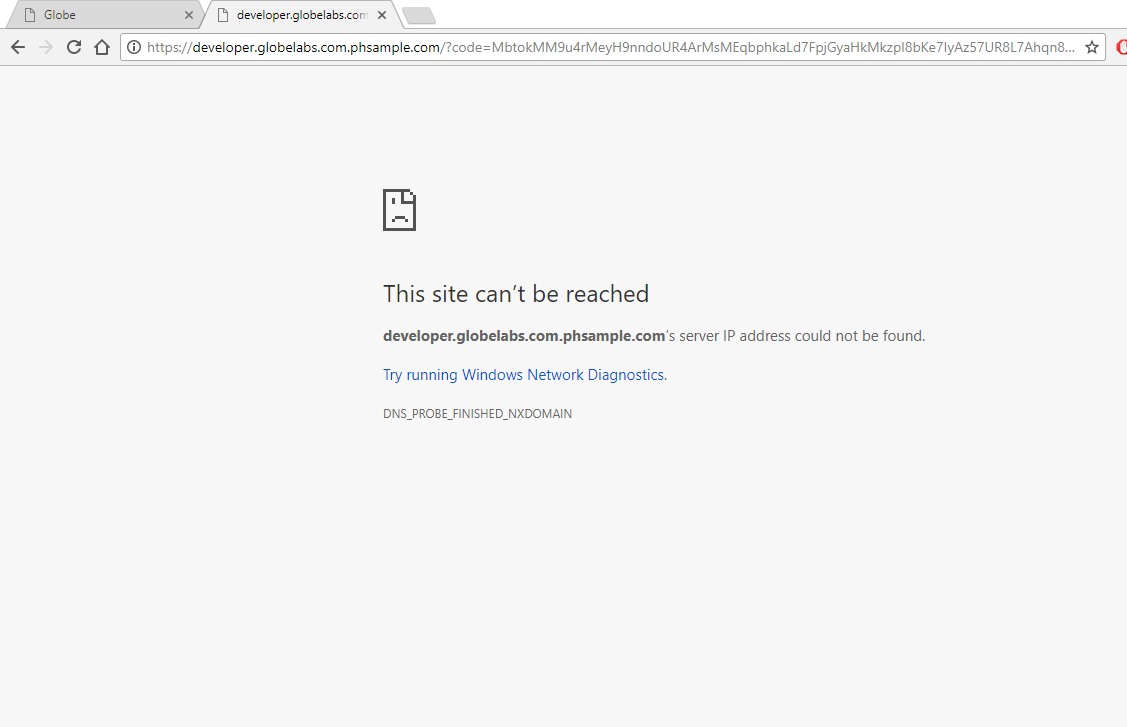 Globe
developer.globelabs.com
https://developer.globelabs.com.phsample.com/?code=MbtokMM9u4rMeyH9nndoUR4ArMsMEqbphkaLd7FpjGyaHkMkzpI8bKe7IyAz57UR8L7Ahqn8...
This site can’t be reached
developer.globelabs.com.phsample.com’s server IP address could not be found.
Try running Windows Network Diagnostics.
DNS_PROBE_FINISHED_NXDOMAIN